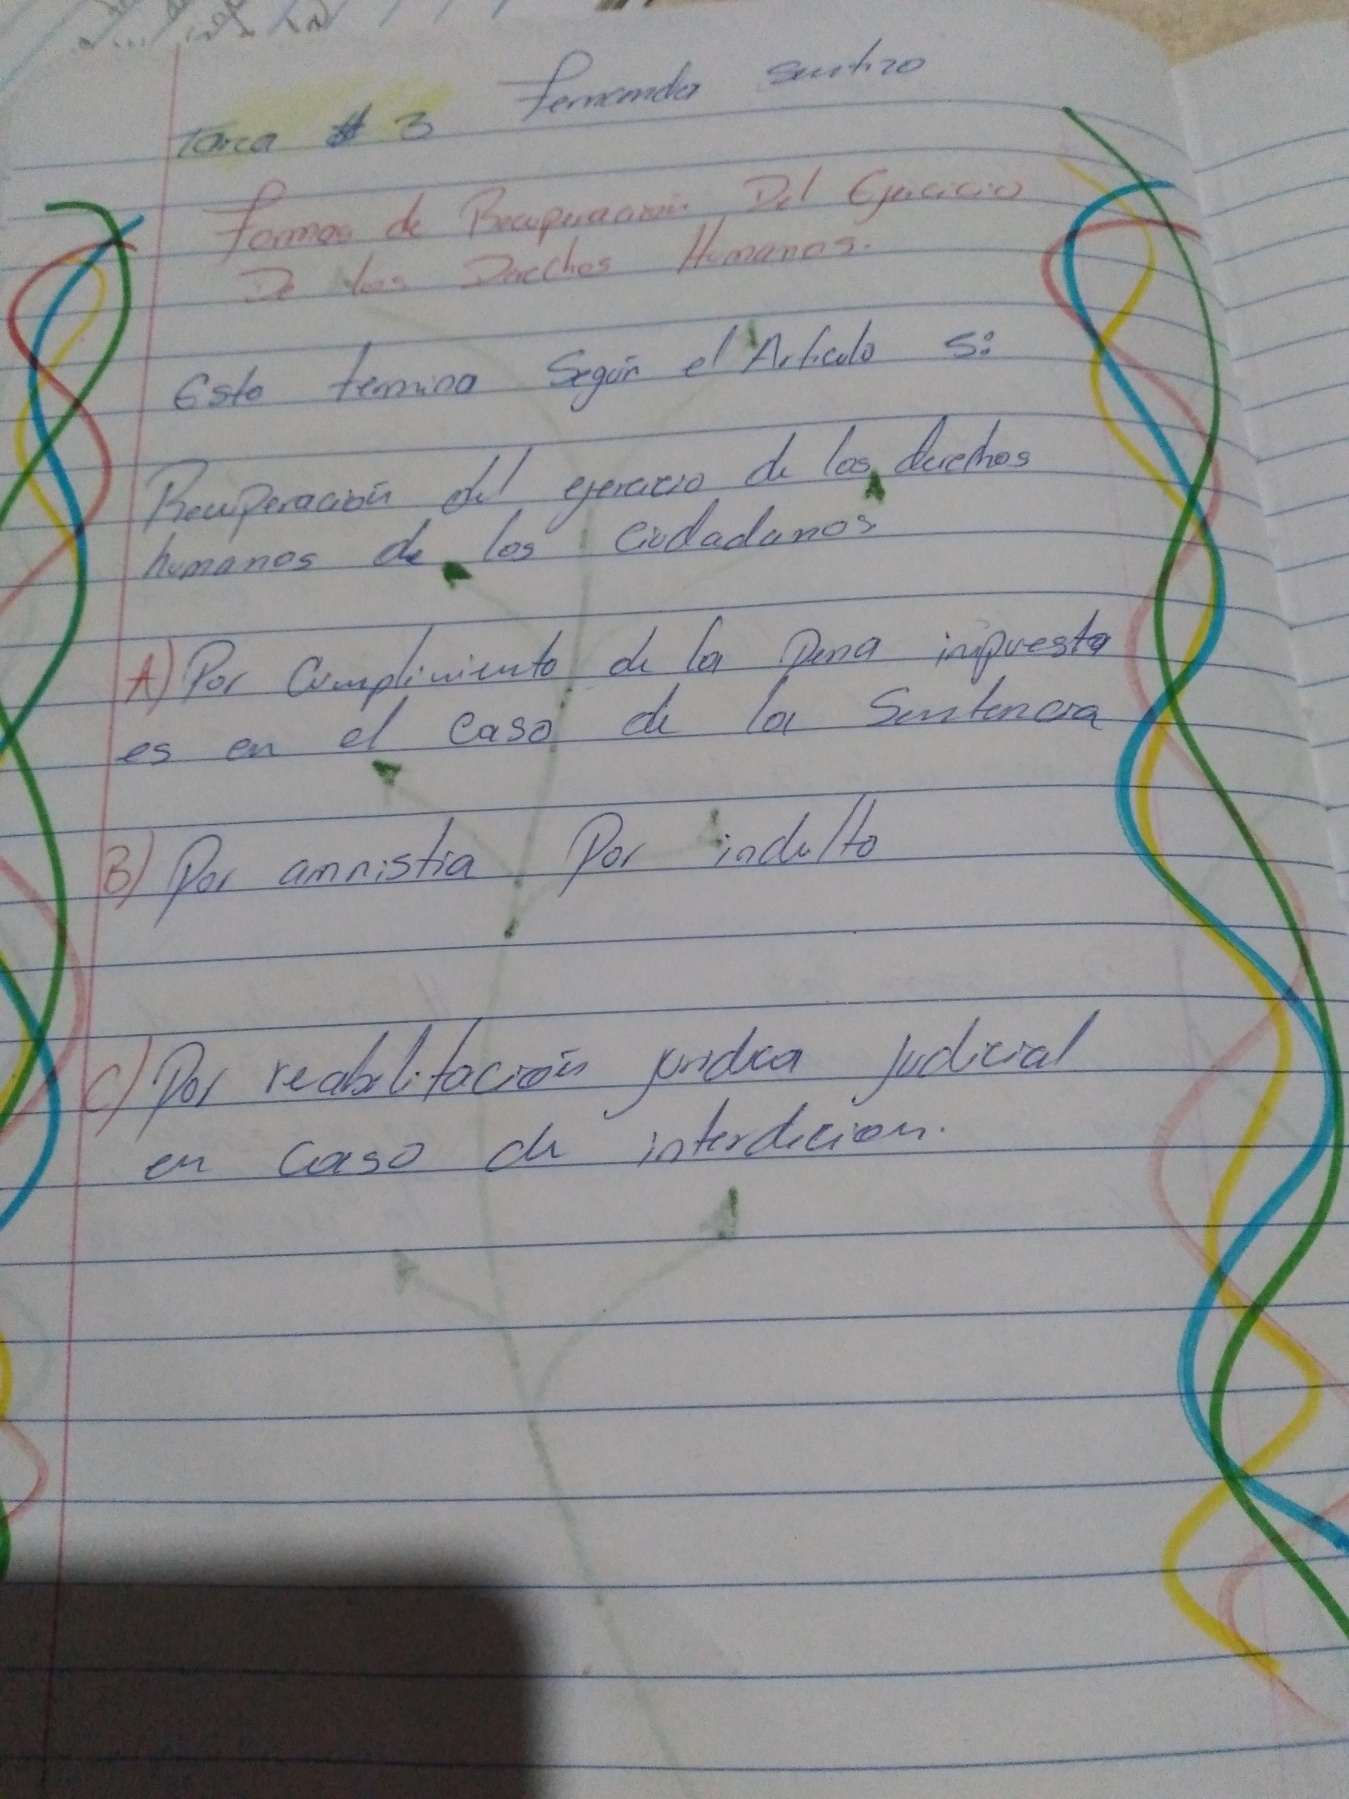 Tarea # 3 Fernanda
Formas de Recuperación Del Ejercicio
De los Derechos Humanos.
Esto termina Según el Artículo 5:
Recuperación del ejercicio de los derechos
humanos de los Ciudadanos
A) Por Cumplimiento de la pena impuesta
es en el caso de la Sentencia
B) Por amnistia Por indulto
C) Por reabilitación juridica judicial
en caso de interdicion.